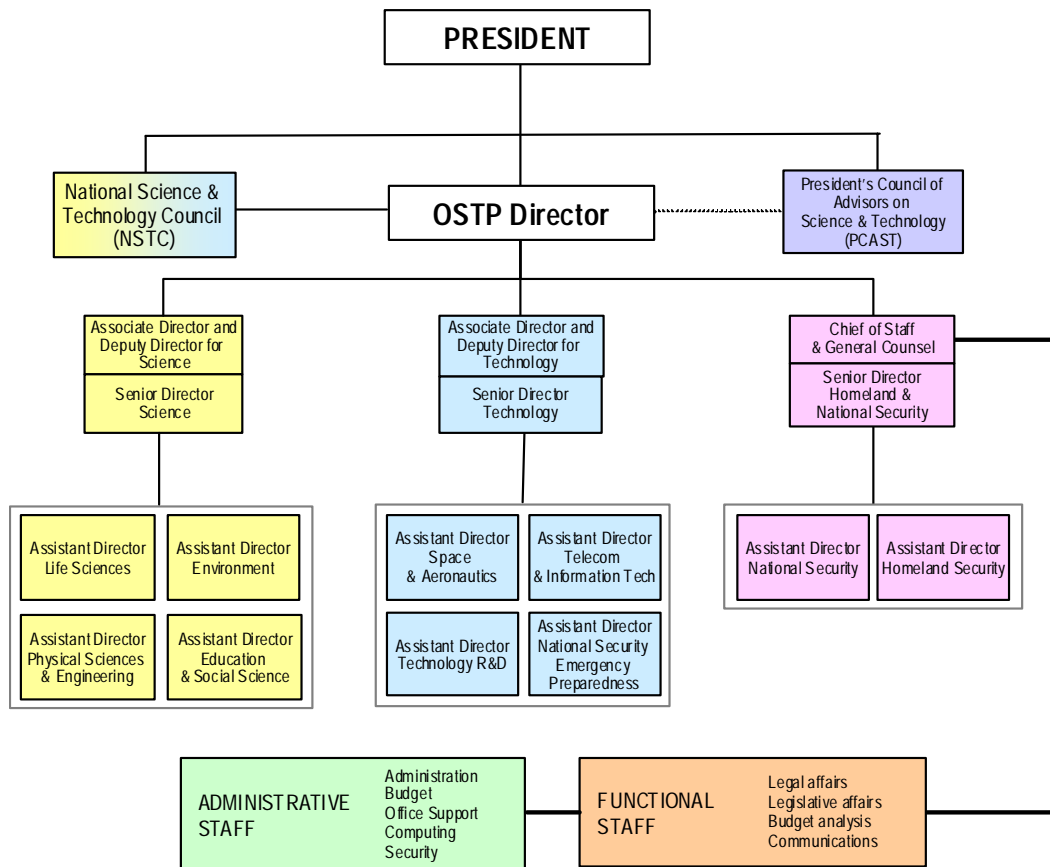 PRESIDENT
National Science &
Technology Council
(NSTC)
OSTP Director
President's Council of
Advisors on
Science & Technology
(PCAST)
Associate Director and
Deputy Director for
Science
Senior Director
Science
Associate Director and
Deputy Director for
Technology
Senior Director
Technology
Chief of Staff
& General Counsel
Senior Director
Homeland &
National Security
Assistant Director
Life Sciences
Assistant Director
Environment
Assistant Director
Physical Sciences
& Engineering
Assistant Director
Education
& Social Science
Assistant Director
Space
& Aeronautics
Assistant Director
Telecom
& Information Tech
Assistant Director
Technology R&D
Assistant Director
National Security
Emergency
Preparedness
Assistant Director
National Security
Assistant Director
Homeland Security
ADMINISTRATIVE
STAFF
Administration
Budget
Office Support
Computing
Security
FUNCTIONAL
STAFF
Legal affairs
Legislative affairs
Budget analysis
Communications